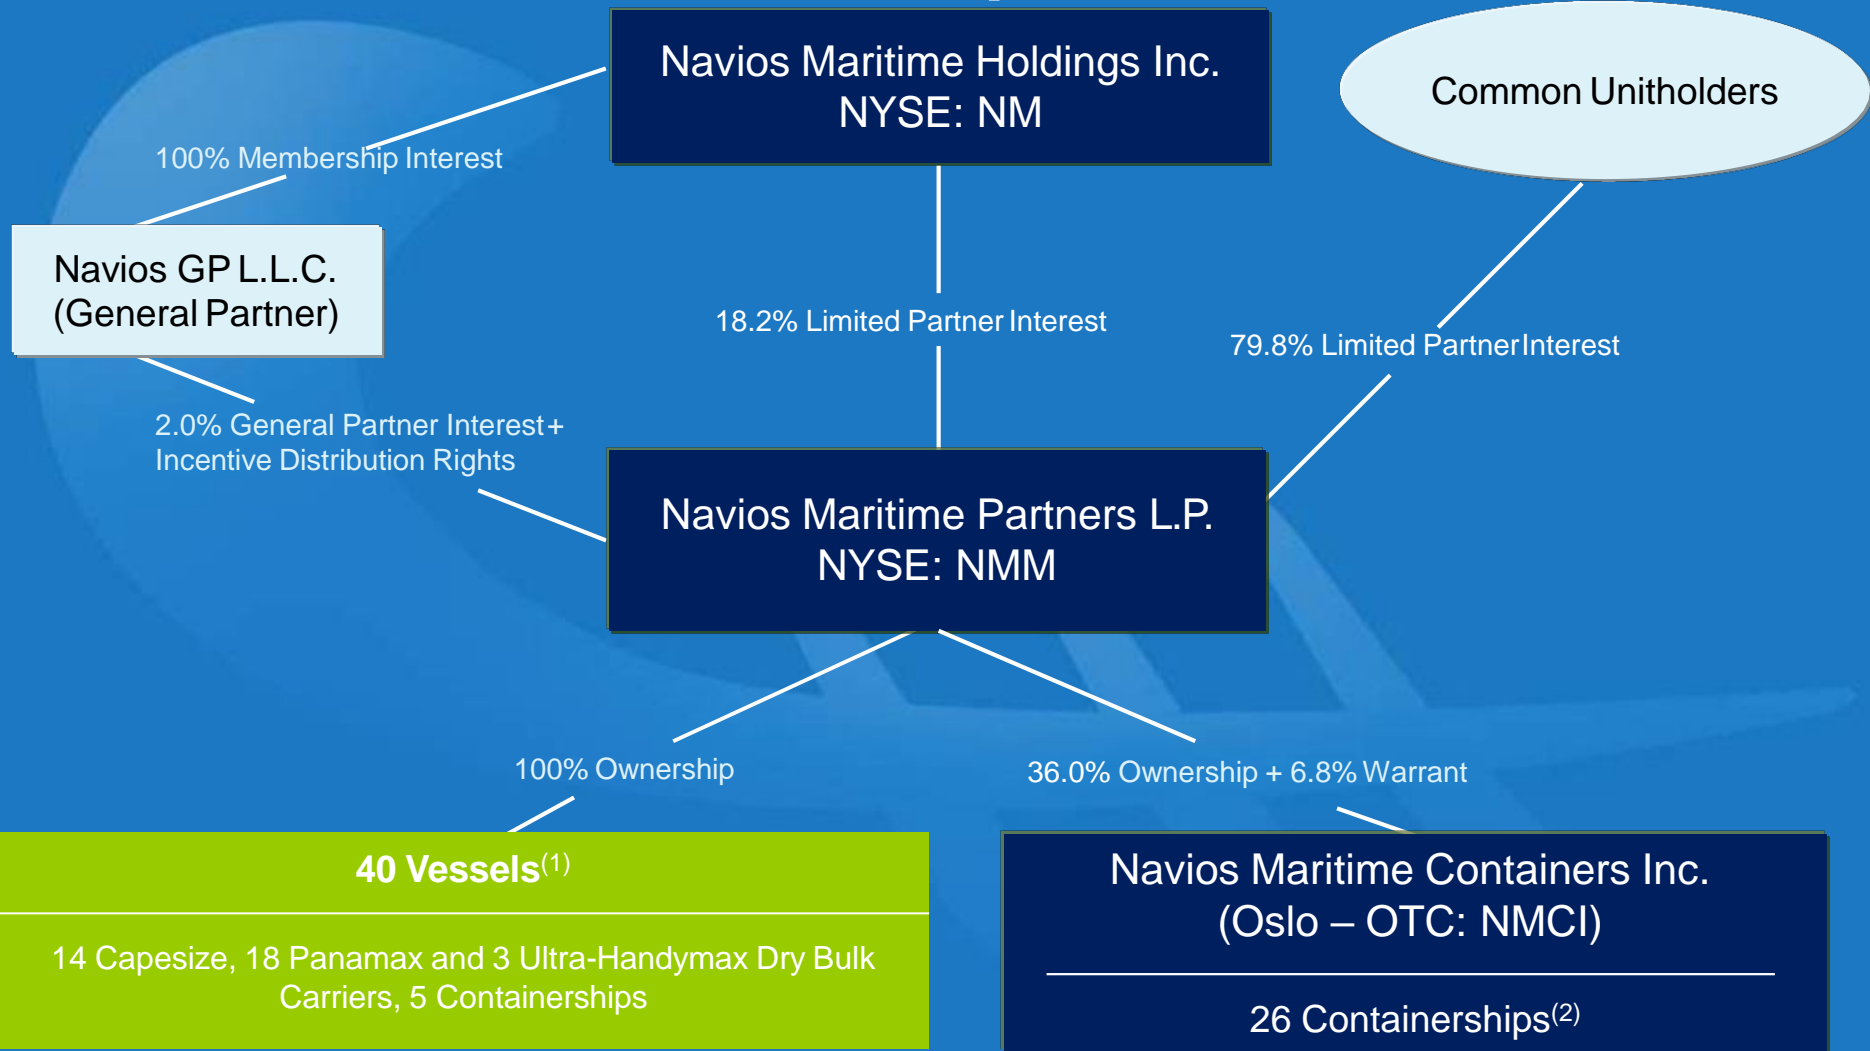 Navios Maritime Holdings Inc.
NYSE: NM
Common Unitholders
100% Membership Interest
Navios GP L.L.C.
(General Partner)
18.2% Limited Partner Interest
79.8% Limited Partner Interest
2.0% General Partner Interest +
Incentive Distribution Rights
Navios Maritime Partners L.P.
NYSE: NMM
100% Ownership
36.0% Ownership + 6.8% Warrant
40 Vessels(1)
14 Capesize, 18 Panamax and 3 Ultra-Handymax Dry Bulk
Carriers, 5 Containerships
Navios Maritime Containers Inc.
(Oslo – OTC: NMCI)
26 Containerships(2)